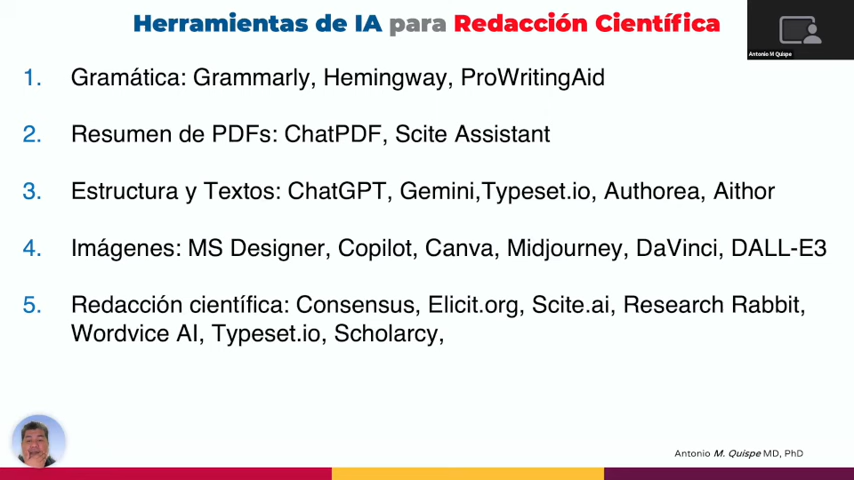 Herramientas de IA para Redacción Científica
Antonio M Quispe
1. Gramática: Grammarly, Hemingway, ProWritingAid
2. Resumen de PDFs: ChatPDF, Scite Assistant
3. Estructura y Textos: ChatGPT, Gemini,Typeset.io, Authorea, Aithor
4. Imágenes: MS Designer, Copilot, Canva, Midjourney, DaVinci, DALL-E3
5. Redacción científica: Consensus, Elicit.org, Scite.ai, Research Rabbit,
Wordvice AI, Typeset.io, Scholarcy,
Antonio M. Quispe MD, PhD